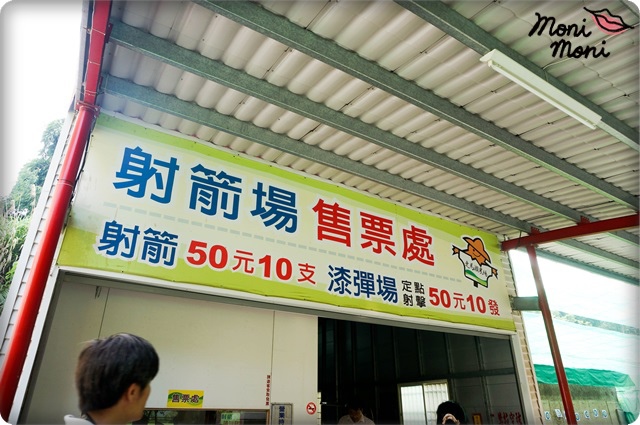 moni
moni
射箭場 售票處
射箭 50元10支 漆彈場 定點射擊 50元10發
售票處